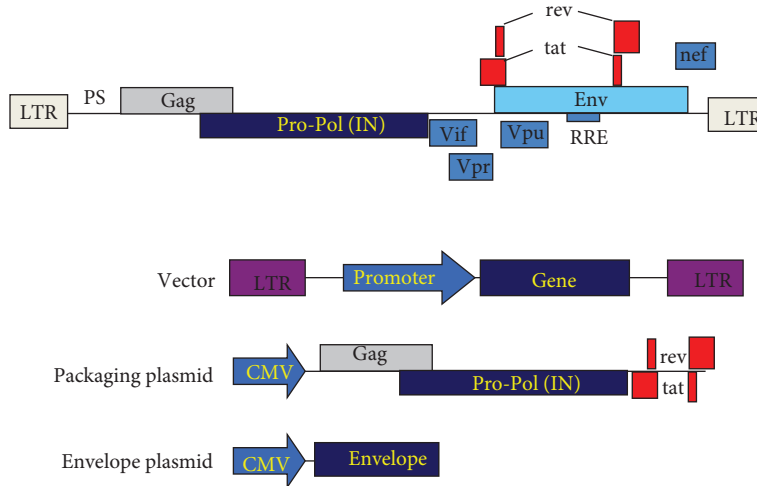 rev
tat
nef
LTR
PS
Gag
Env
LTR
Pro-Pol (IN)
Vif
Vpu
RRE
Vpr
Vector
LTR
Promoter
Gene
LTR
Packaging plasmid
CMV
Gag
Pro-Pol (IN)
rev
tat
Envelope plasmid
CMV
Envelope